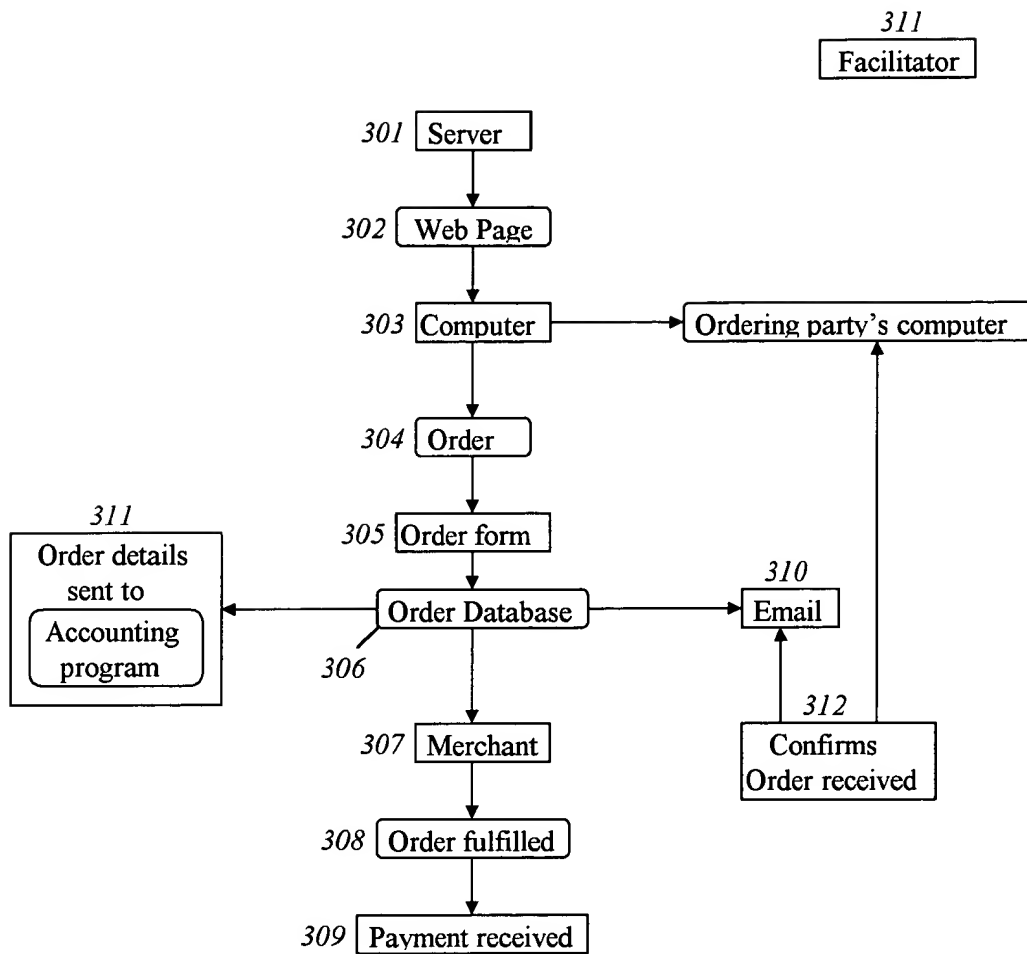 311
Facilitator
301 Server
302 Web Page
303 Computer
Ordering party's computer
304 Order
305 Order form
311
Order details
sent to
Accounting
program
Order Database
306
310
Email
307 Merchant
312
Confirms
Order received
308 Order fulfilled
309 Payment received